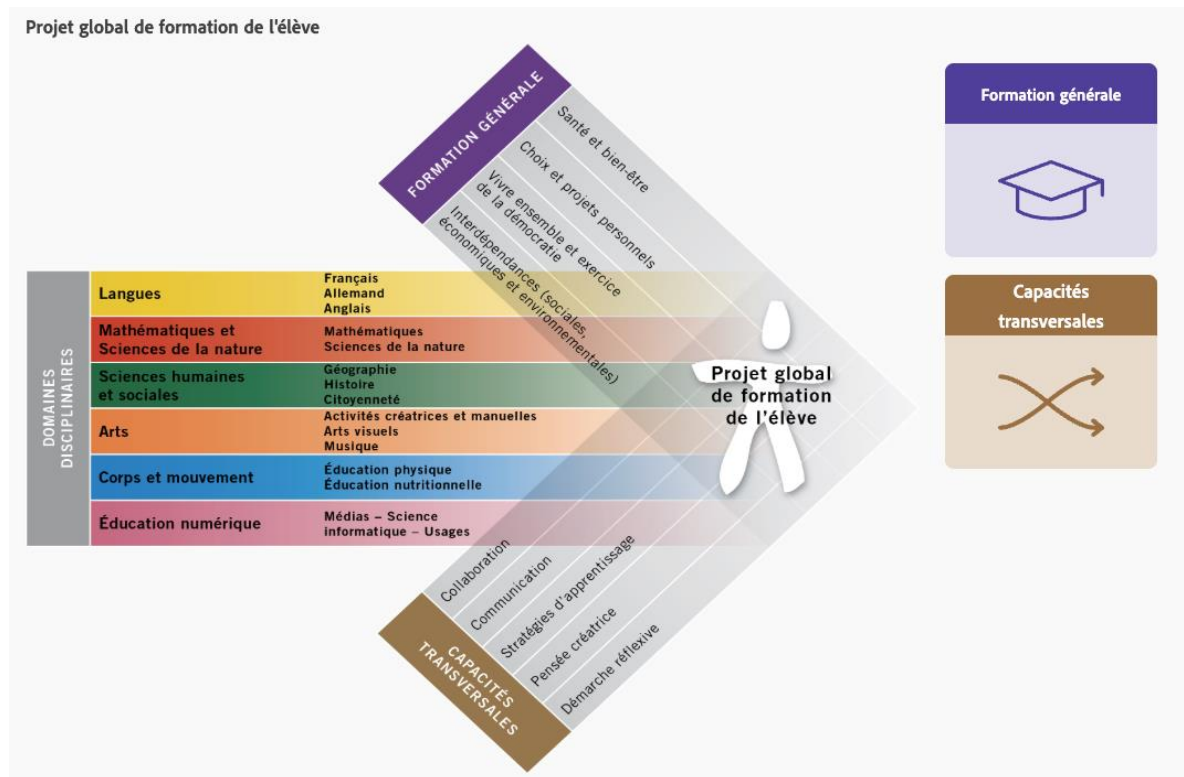 Projet global de formation de l'élève
FORMATION GÉNÉRALE
Santé et bien-être
Choix et projets personnels
Vivre ensemble et exercice
de la démocratie
Interdépendances (sociales,
économiques et environnementales)
DOMAINES
DISCIPLINAIRES
Langues
Français
Allemand
Anglais
Mathématiques et
Sciences de la nature
Mathématiques
Sciences de la nature
Sciences humaines
et sociales
Géographie
Histoire
Citoyenneté
Arts
Activités créatrices et manuelles
Arts visuels
Musique
Corps et mouvement
Éducation physique
Éducation nutritionnelle
Éducation numérique
Médias – Science
informatique – Usages
Projet global
de formation
de l'élève
CAPACITÉS
TRANSVERSALES
Collaboration
Communication
Stratégies d'apprentissage
Pensée créatrice
Démarche réflexive
Formation générale
Capacités
transversales